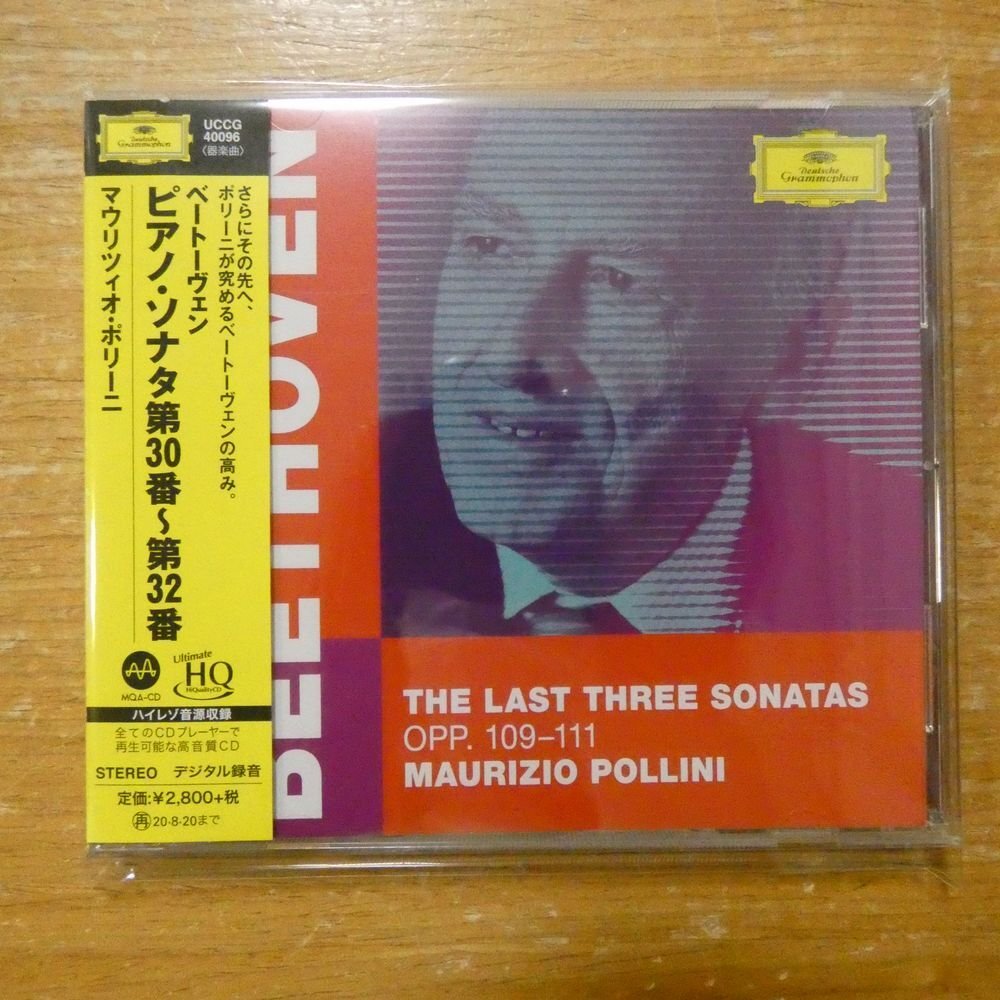 Deutsche
Grammophon
UCCG
40096
〈器楽曲〉
さらにその先へ、
ポリーニが究めるベートーヴェンの高み。
ベートーヴェン
ピアノ・ソナタ第30番～第32番
マウリツィオ・ポリーニ
MQA-CD
Ultimate
HQ
HiQualityCD
ハイレゾ音源収録
全てのCDプレーヤーで
再生可能な高音質CD
STEREO デジタル録音
定価:¥2,800+税
再 20・8・20まで
BEETHOVEN
Deutsche
Grammophon
THE LAST THREE SONATAS
OPP. 109–111
MAURIZIO POLLINI